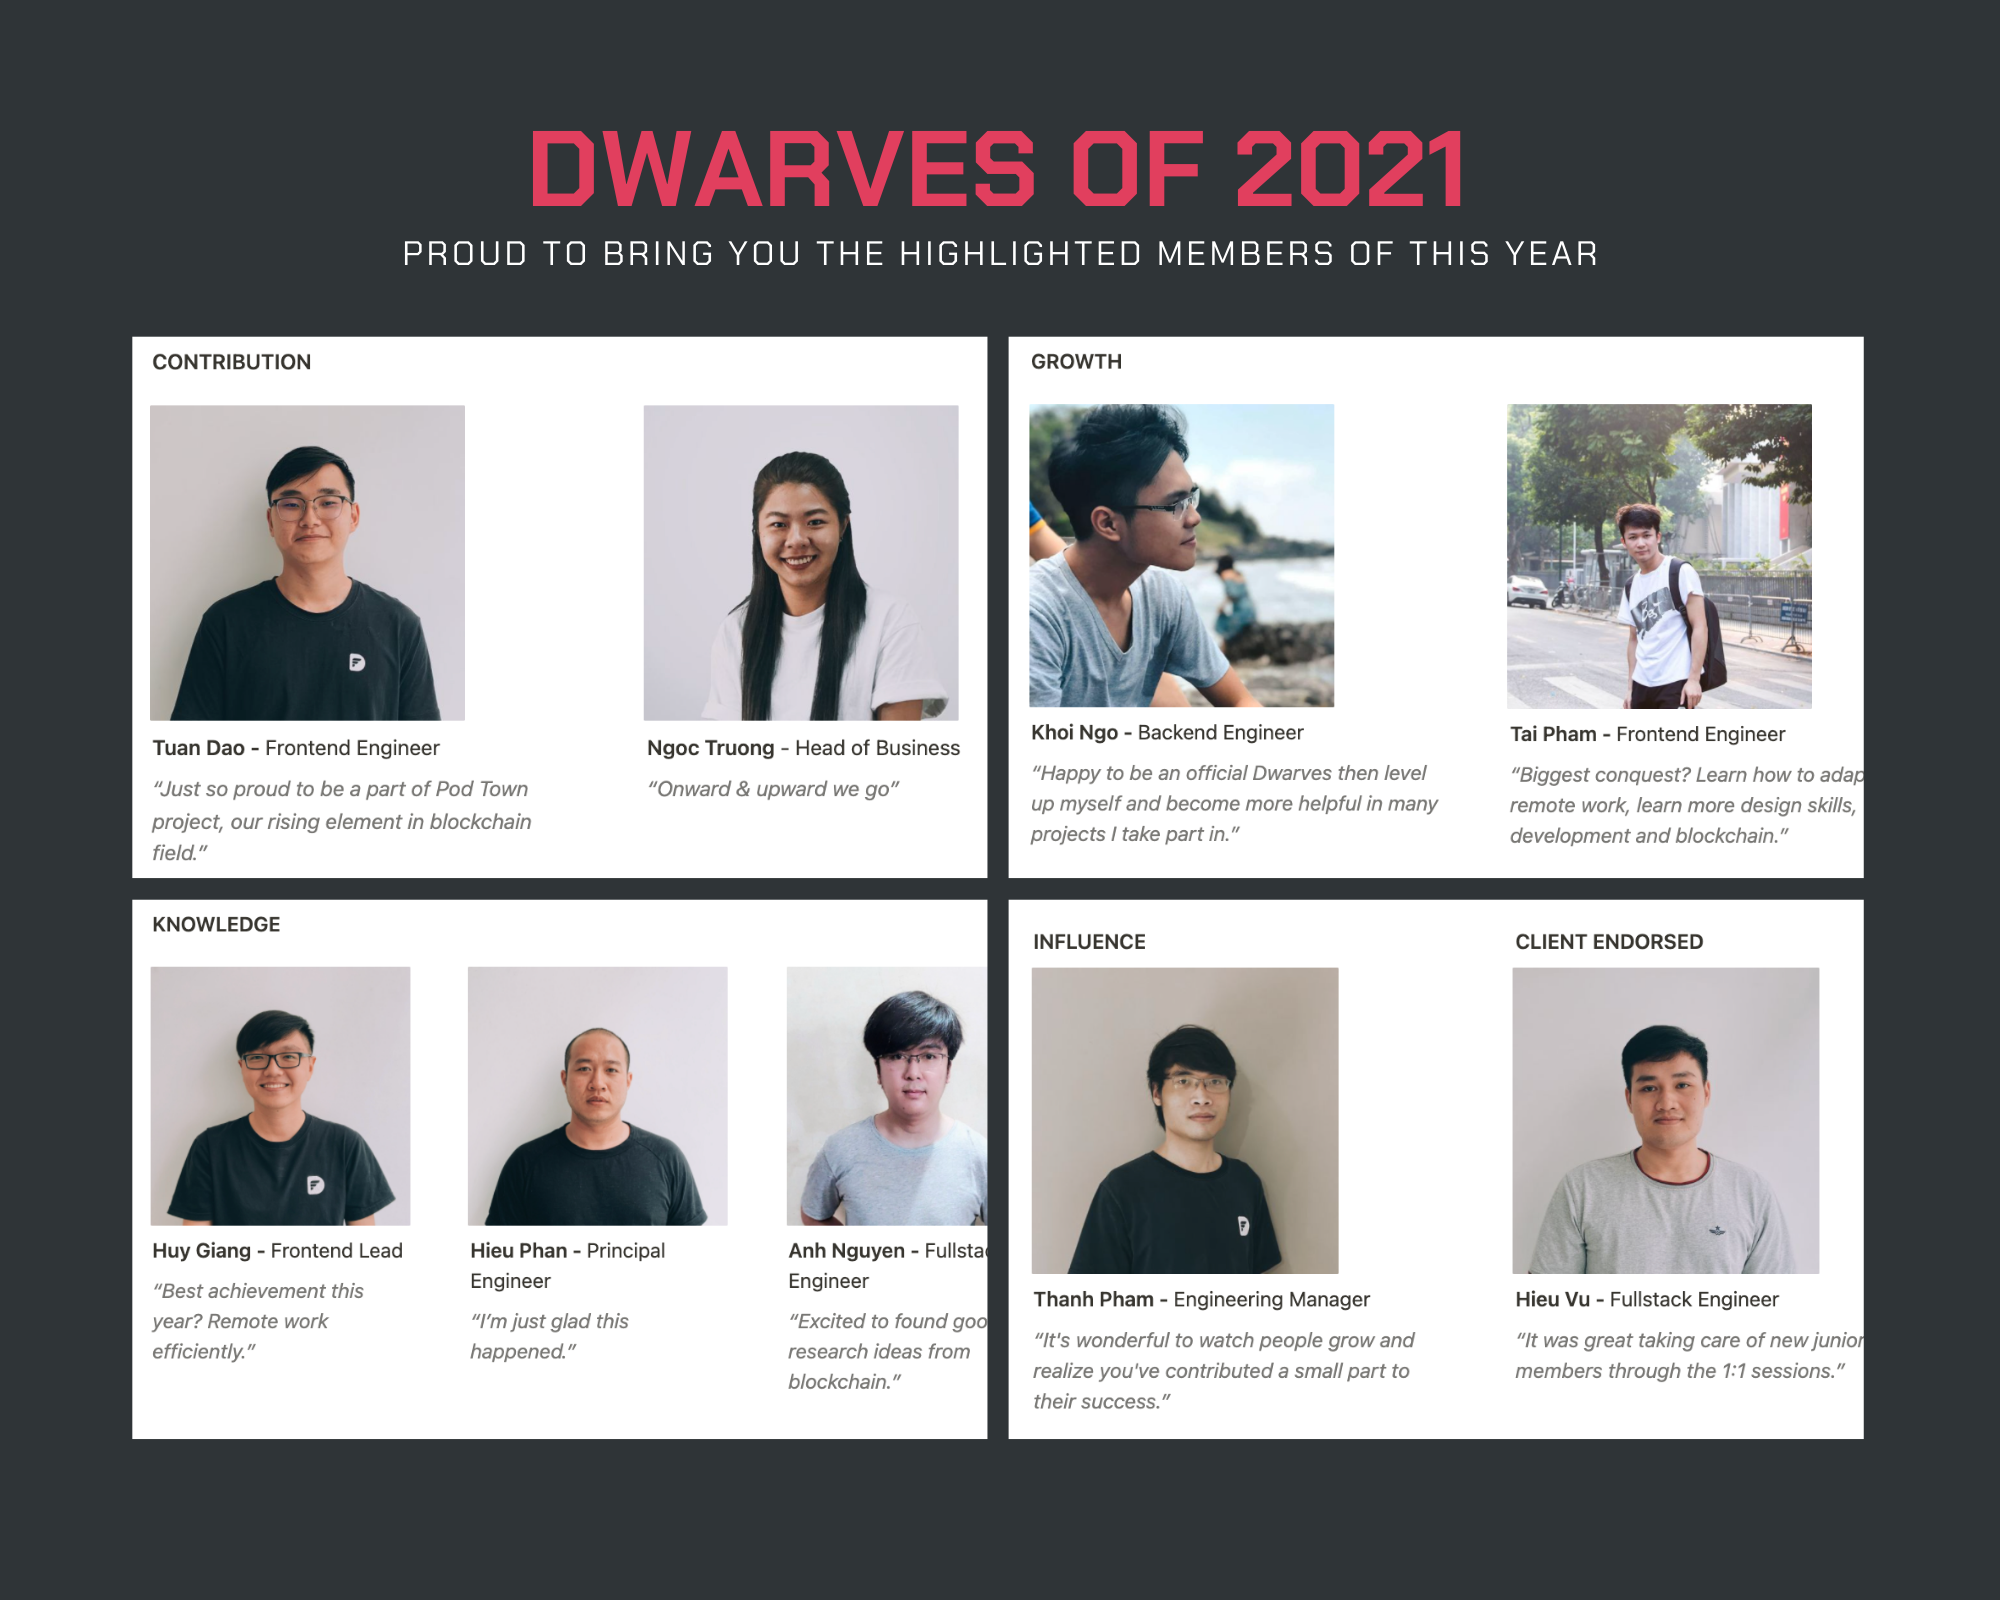 DWARVES OF 2021
PROUD TO BRING YOU THE HIGHLIGHTED MEMBERS OF THIS YEAR
CONTRIBUTION
Tuan Dao - Frontend Engineer
“Just so proud to be a part of Pod Town
project, our rising element in blockchain
field.”
Ngoc Truong - Head of Business
“Onward & upward we go”
GROWTH
Khoi Ngo - Backend Engineer
“Happy to be an official Dwarves then level
up myself and become more helpful in many
projects I take part in.”
Tai Pham - Frontend Engineer
“Biggest conquest? Learn how to adap
remote work, learn more design skills,
development and blockchain.”
KNOWLEDGE
Huy Giang - Frontend Lead
“Best achievement this
year? Remote work
efficiently.”
Hieu Phan - Principal
Engineer
“I’m just glad this
happened.”
Anh Nguyen - Fullstac
Engineer
“Excited to found goo
research ideas from
blockchain.”
INFLUENCE
Thanh Pham - Engineering Manager
“It's wonderful to watch people grow and
realize you've contributed a small part to
their success.”
CLIENT ENDORSED
Hieu Vu - Fullstack Engineer
“It was great taking care of new junior
members through the 1:1 sessions.”